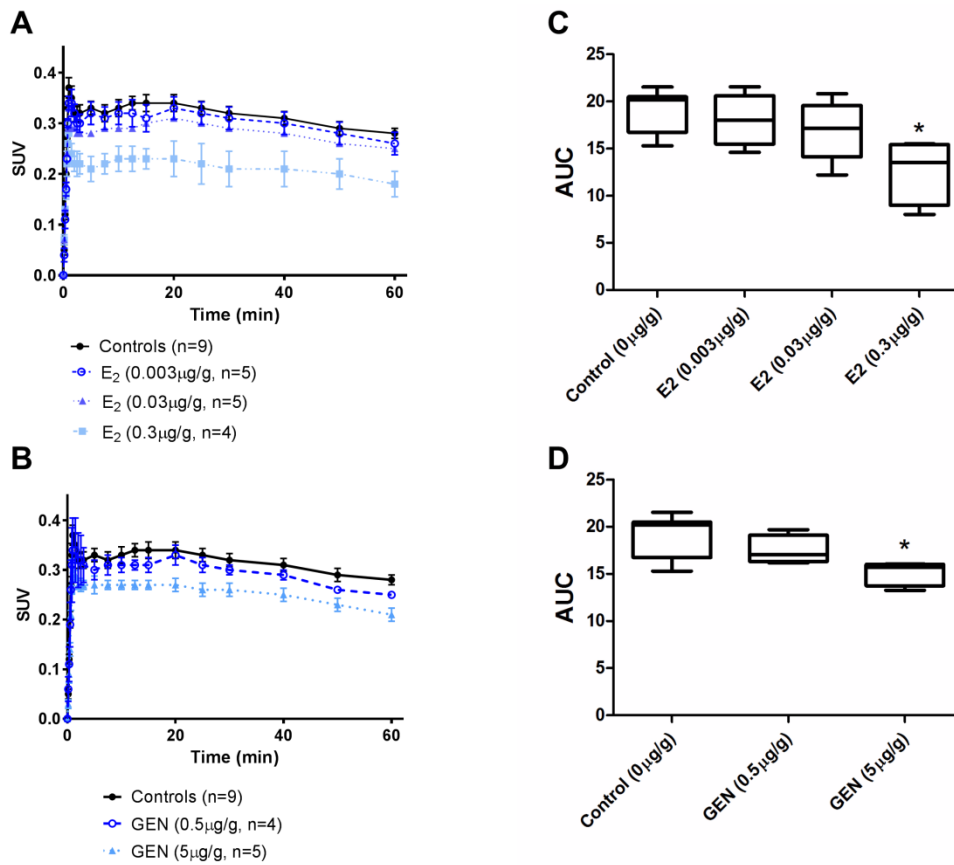 A
0.4
0.3
0.2
0.1
0.0
SUV
0 20 40 60
Time (min)
Controls (n=9)
E₂ (0.003µg/g, n=5)
E₂ (0.03µg/g, n=5)
E₂ (0.3µg/g, n=4)
B
0.4
0.3
0.2
0.1
0.0
SUV
0 20 40 60
Time (min)
Controls (n=9)
GEN (0.5µg/g, n=4)
GEN (5µg/g, n=5)
C
25
20
15
10
5
0
AUC
*
Control (0µg/g)
E2 (0.003µg/g)
E2 (0.03µg/g)
E2 (0.3µg/g)
D
25
20
15
10
5
0
AUC
*
Control (0µg/g)
GEN (0.5µg/g)
GEN (5µg/g)